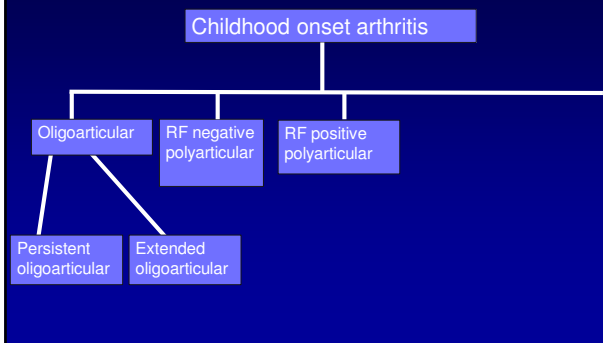 Childhood onset arthritis
Oligoarticular
RF negative
polyarticular
RF positive
polyarticular
Persistent
oligoarticular
Extended
oligoarticular